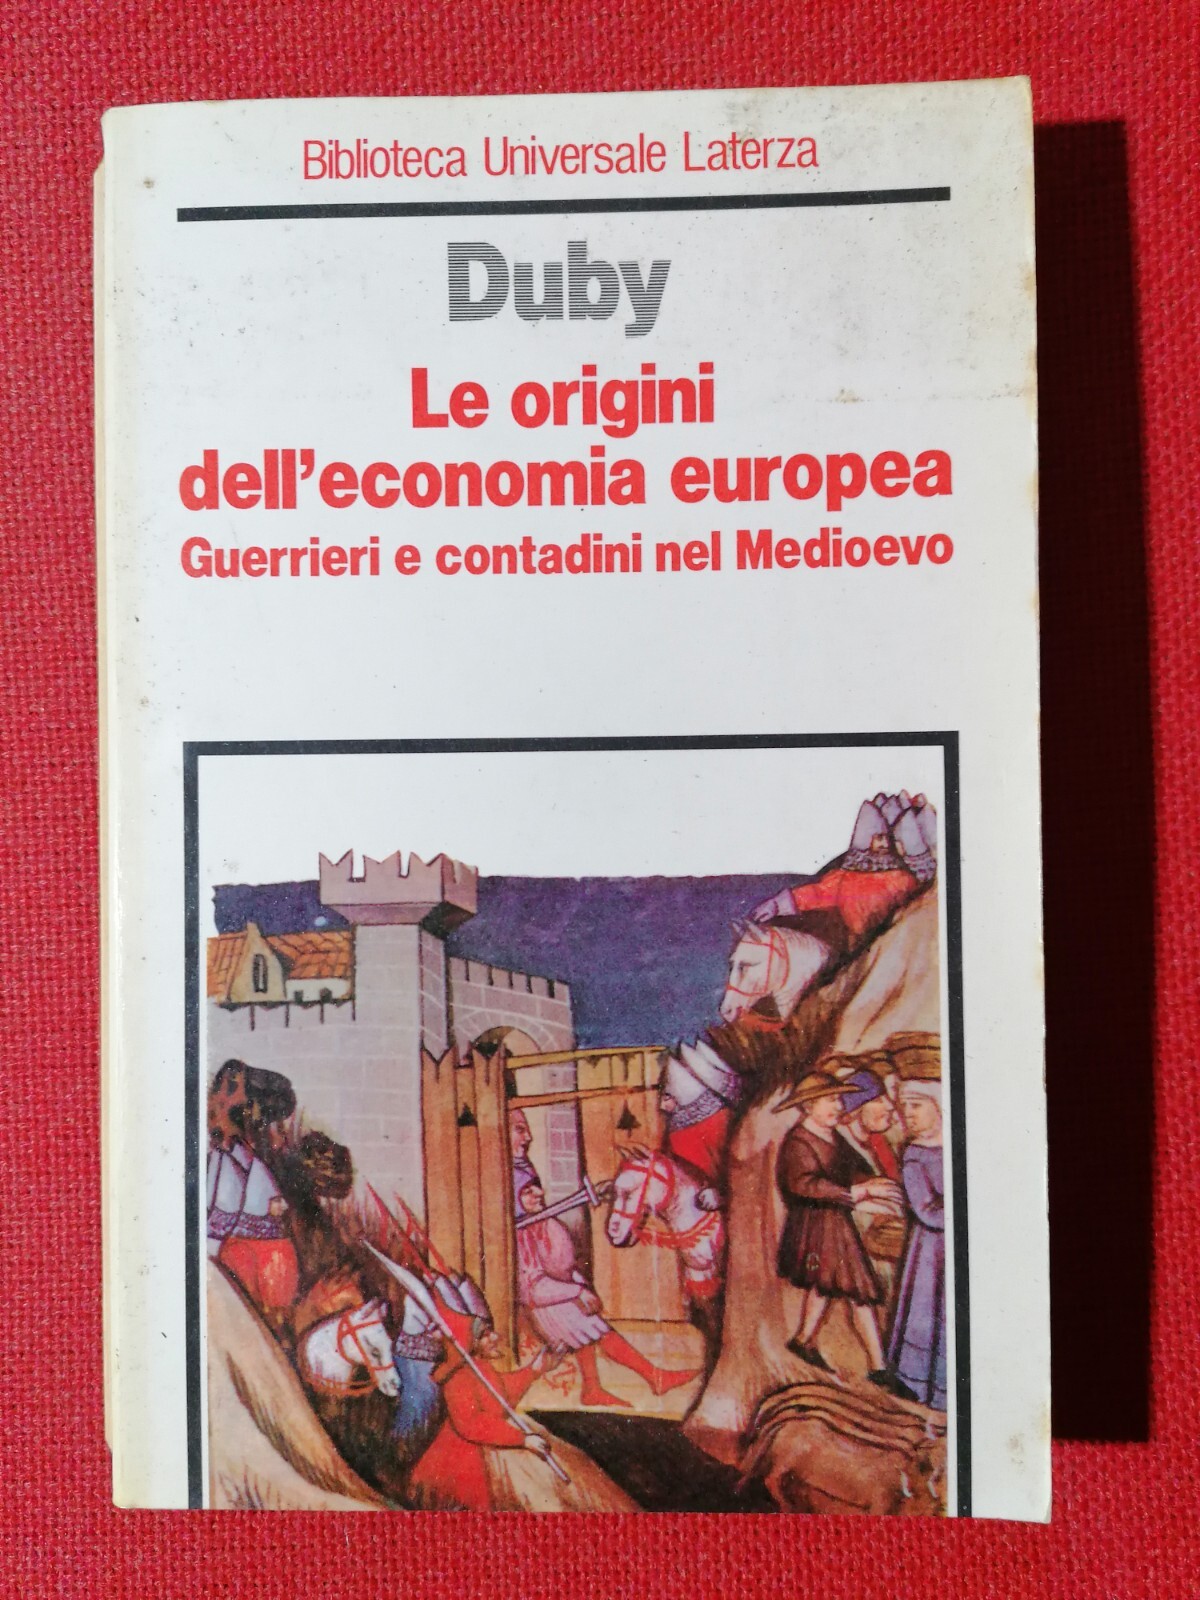 Biblioteca Universale Laterza
Duby
Le origini
dell'economia europea
Guerrieri e contadini nel Medioevo